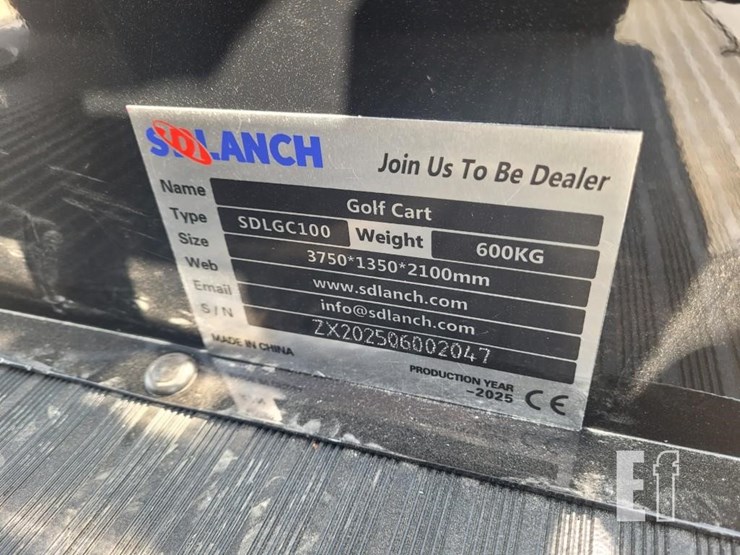 SDLANCH Join Us To Be Dealer
Name Golf Cart
Type SDLGC100 Weight 600KG
Size 3750*1350*2100mm
Web www.sdlanch.com
Email info@sdlanch.com
S/N ZX202506002047
MADE IN CHINA
PRODUCTION YEAR
-2025 CE
Ef